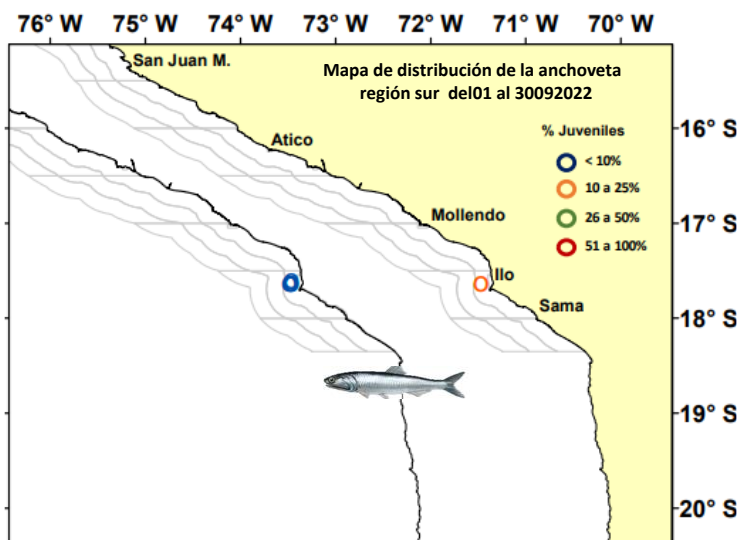 76° W 75° W 74° W 73° W 72° W 71° W 70° W
San Juan M.
Mapa de distribución de la anchoveta
región sur del01 al 30092022
% Juveniles
< 10%
10 a 25%
26 a 50%
51 a 100%
Atico
Mollendo
Ilo
Sama
16° S
17° S
18° S
19° S
20° S